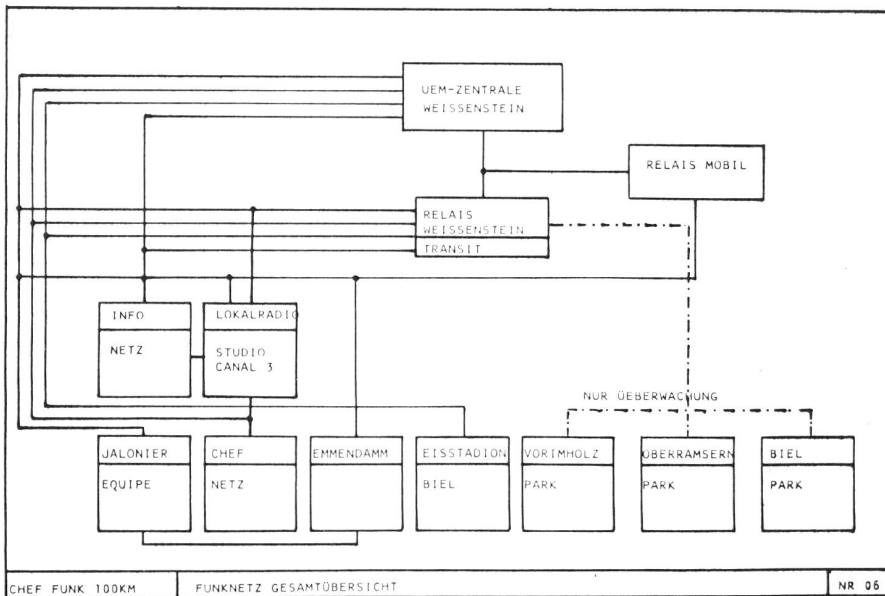 UEM-ZENTRALE
WEISSENSTEIN
RELAIS MOBIL
RELAIS
WEISSENSTEIN
TRANSIT
INFO
NETZ
LOKALRADIO
STUDIO
CANAL 3
NUR ÜEBERWACHUNG
JALONIER
EQUIPE
CHEF
NETZ
EMMENDAMM
EISSTADION
BIEL
VORIMHOLZ
PARK
OBERRAMSERN
PARK
BIEL
PARK
CHEF FUNK 100KM
FUNKNETZ GESAMTÜBERSICHT
NR 06